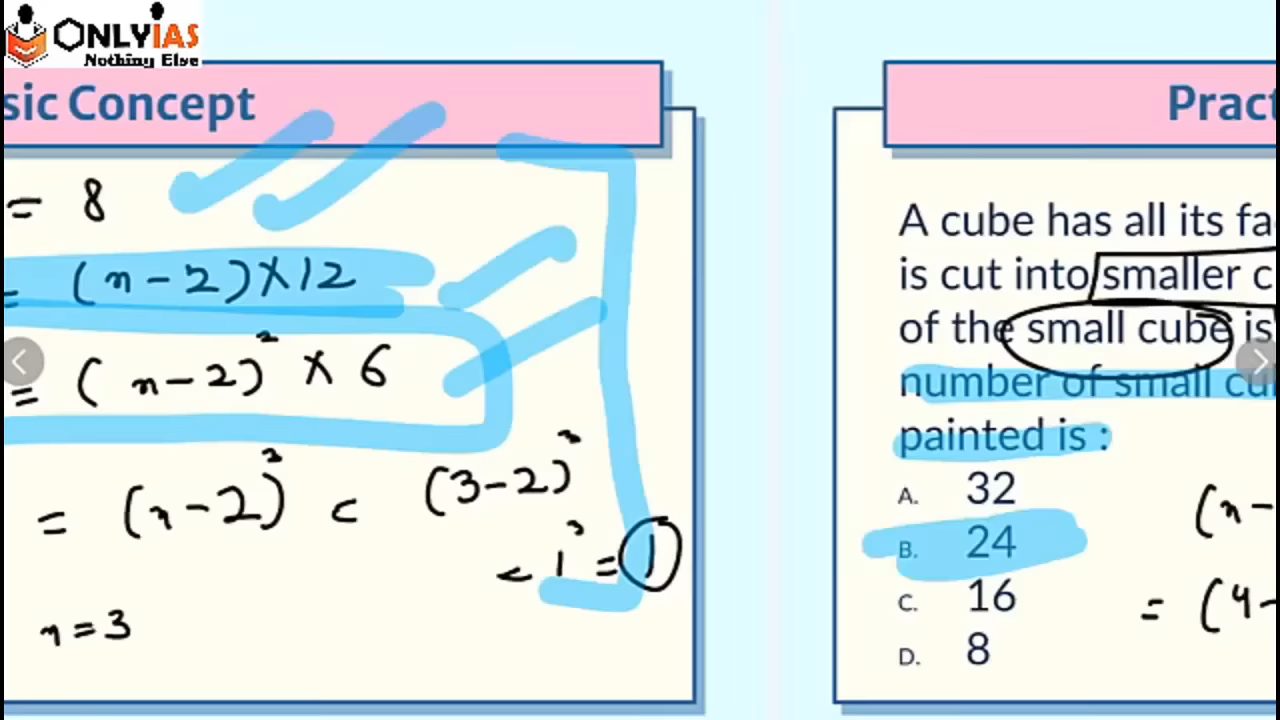 ONLYIAS
Nothing Else
sic Concept
= 8
= (n-2)×12
= (n-2)² × 6
= (n-2)³ = (3-2)³
= 1³ = 1
n=3
Pract
A cube has all its fa
is cut into smaller c
of the small cube is
number of small cu
painted is :
A. 32
B. 24
C. 16
D. 8
(n-
= (4-